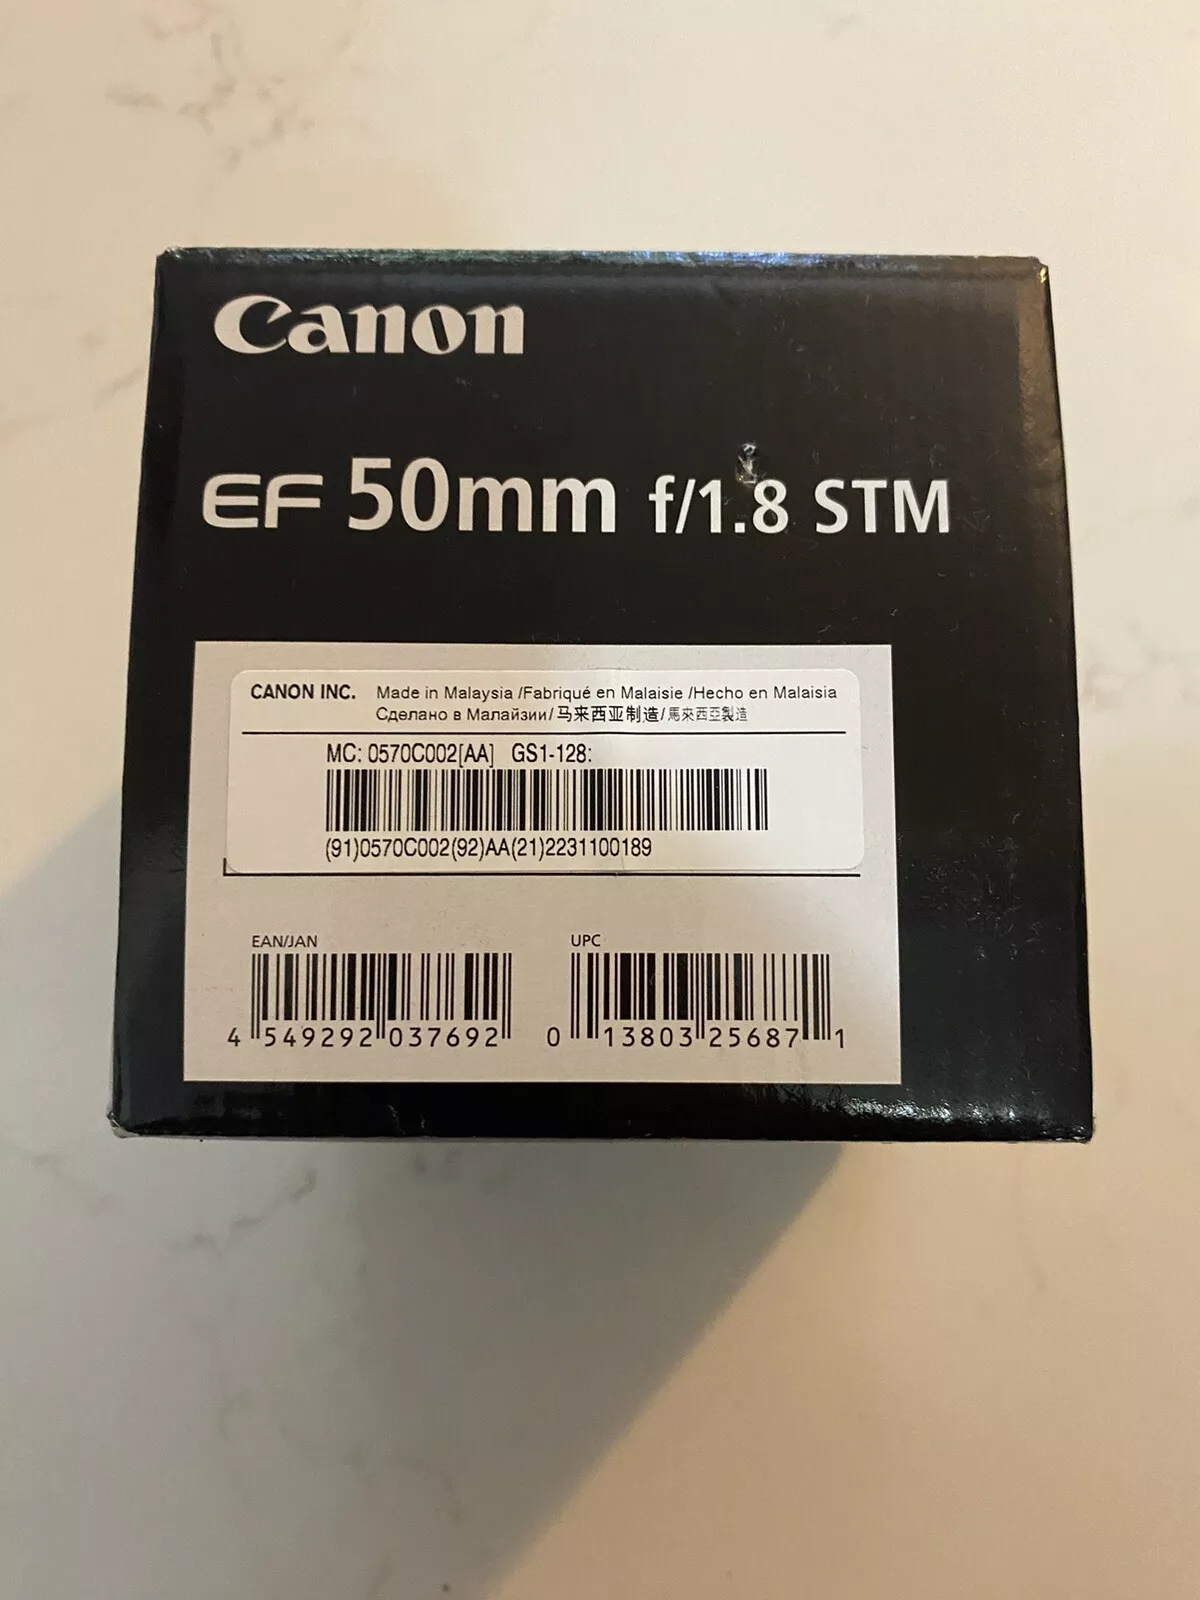 Canon
EF 50mm f/1.8 STM
CANON INC. Made in Malaysia /Fabriqué en Malaisie /Hecho en Malaisia
Сделано в Малайзии/马来西亚制造/馬來西亞製造
MC: 0570C002[AA] GS1-128:
(91)0570C002(92)AA(21)2231100189
EAN/JAN UPC
4 549292 037692 0 13803 25687 1